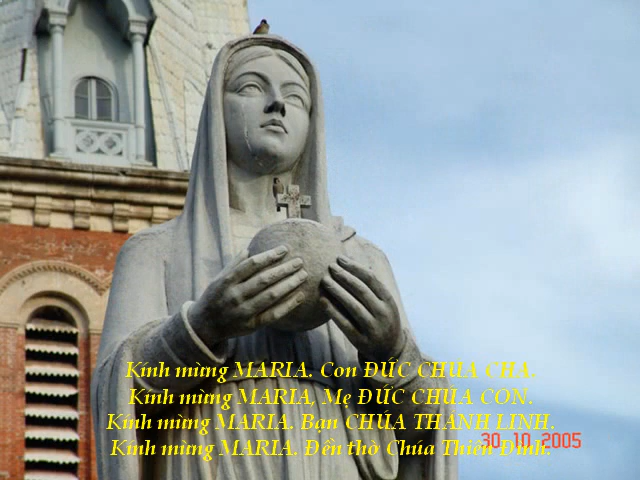 Kính mừng MARIA. Con ĐỨC CHÚA CHA.
Kính mừng MARIA, Mẹ ĐỨC CHÚA CON.
Kính mừng MARIA. Bạn CHÚA THÁNH LINH.
Kính mừng MARIA. Đền thờ Chúa Thiên Đình.
30 10 2005